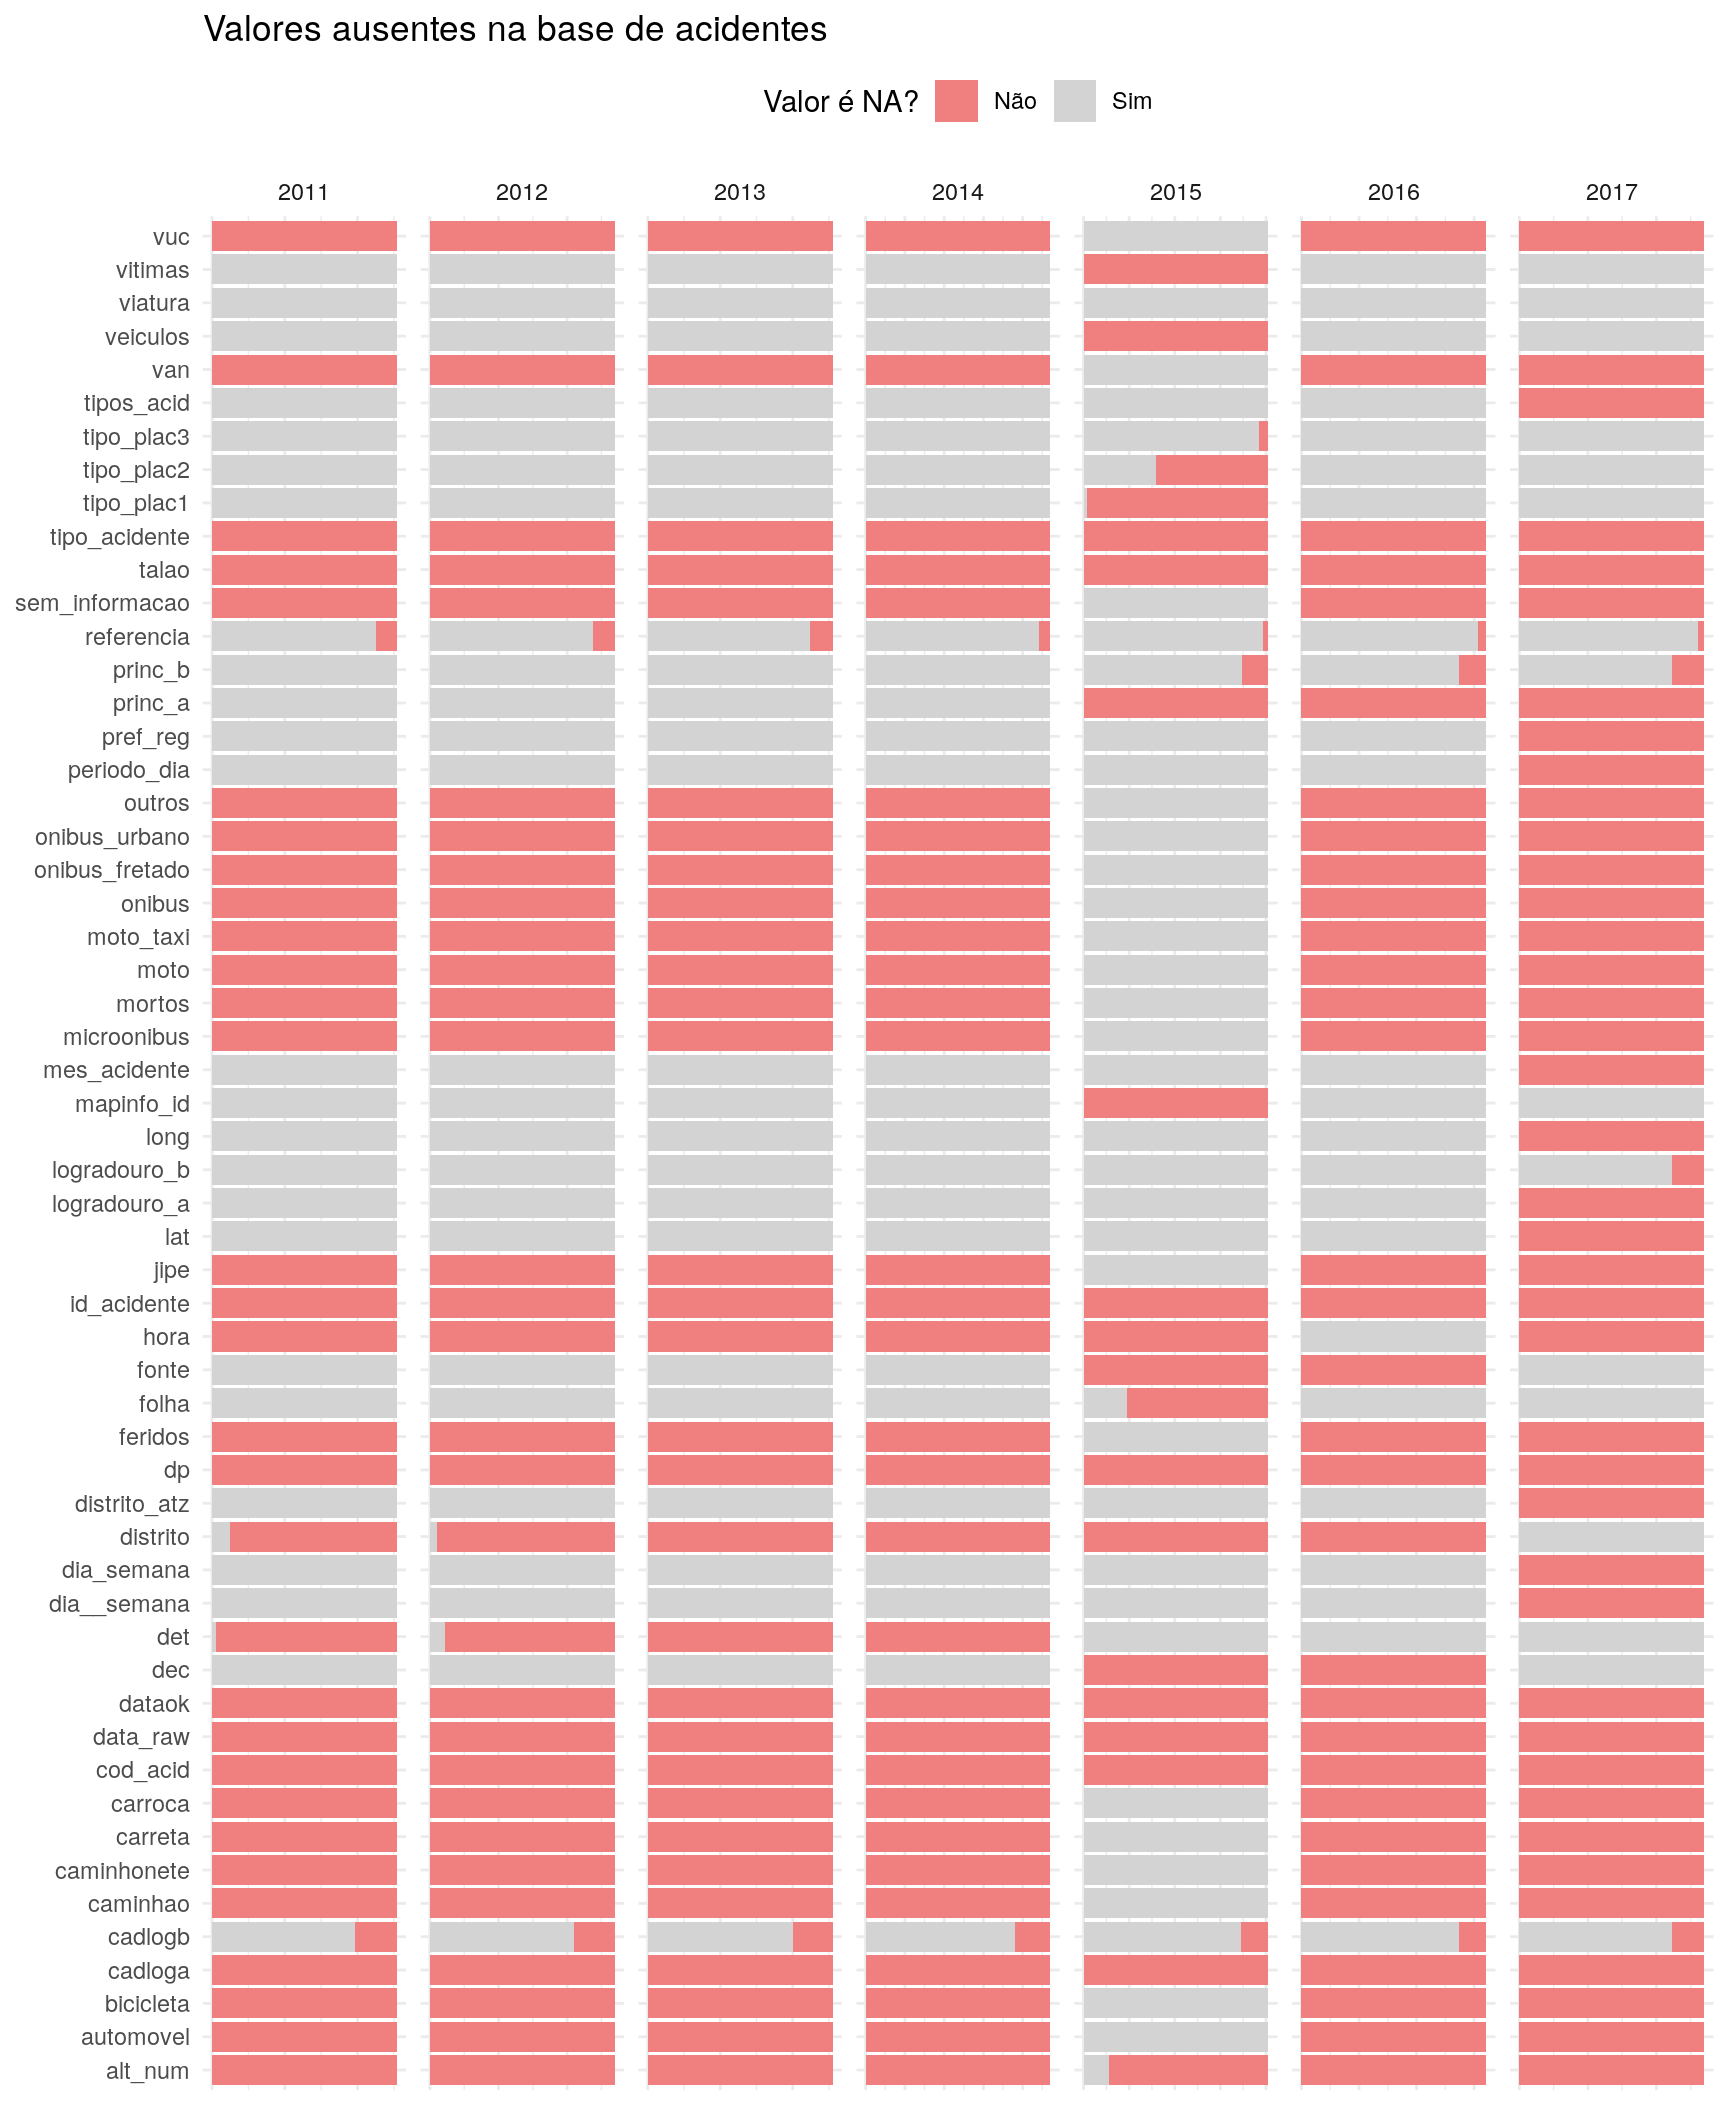 Valores ausentes na base de acidentes
Valor é NA? Não Sim
2011 2012 2013 2014 2015 2016 2017
vuc
vitimas
viatura
veiculos
van
tipos_acid
tipo_plac3
tipo_plac2
tipo_plac1
tipo_acidente
talao
sem_informacao
referencia
princ_b
princ_a
pref_reg
periodo_dia
outros
onibus_urbano
onibus_fretado
onibus
moto_taxi
moto
mortos
microonibus
mes_acidente
mapinfo_id
long
logradouro_b
logradouro_a
lat
jipe
id_acidente
hora
fonte
folha
feridos
dp
distrito_atz
distrito
dia_semana
dia__semana
det
dec
dataok
data_raw
cod_acid
carroca
carreta
caminhonete
caminhao
cadlogb
cadloga
bicicleta
automovel
alt_num